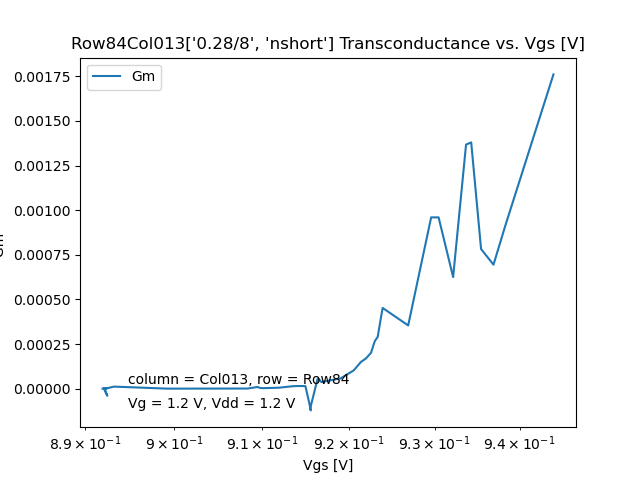 Row84Col013['0.28/8', 'nshort'] Transconductance vs. Vgs [V]
Gm
0.00175
0.00150
0.00125
0.00100
0.00075
0.00050
0.00025
0.00000
column = Col013, row = Row84
Vg = 1.2 V, Vdd = 1.2 V
8.9 × 10⁻¹ 9 × 10⁻¹ 9.1 × 10⁻¹ 9.2 × 10⁻¹ 9.3 × 10⁻¹ 9.4 × 10⁻¹
Vgs [V]